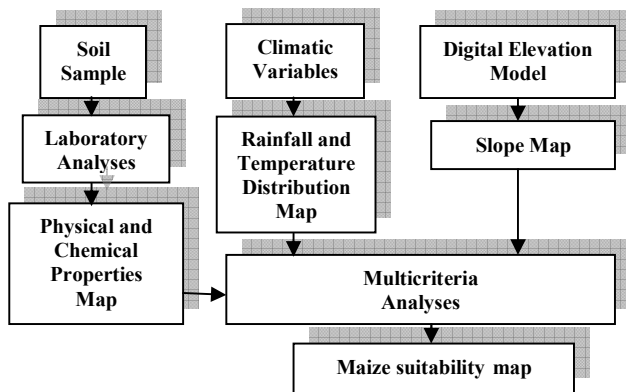 Soil
Sample
Climatic
Variables
Digital Elevation
Model
Laboratory
Analyses
Rainfall and
Temperature
Distribution
Map
Slope Map
Physical and
Chemical
Properties
Map
Multicriteria
Analyses
Maize suitability map